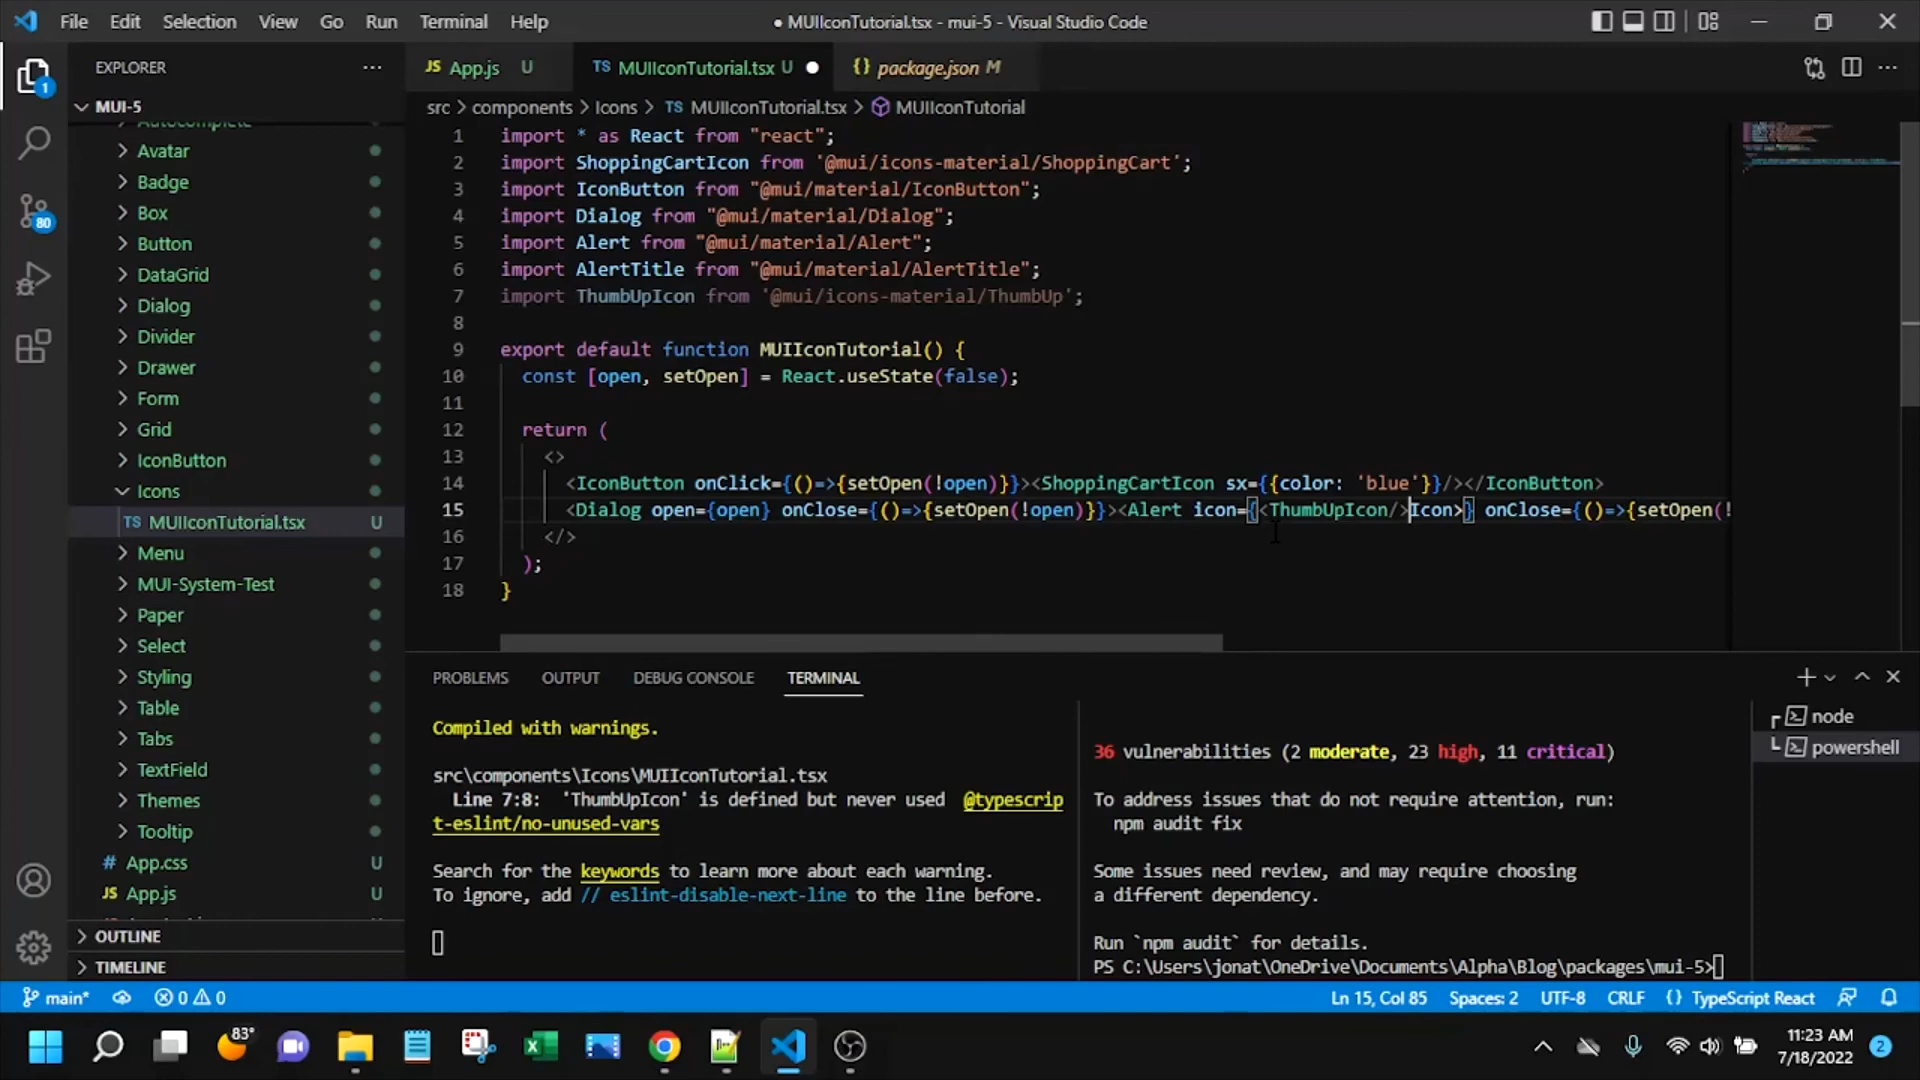 File Edit Selection View Go Run Terminal Help
● MUIIconTutorial.tsx - mui-5 - Visual Studio Code
EXPLORER
JS App.js U
TS MUIIconTutorial.tsx U
{} package.json M
1
MUI-5
src > components > Icons > TS MUIIconTutorial.tsx > MUIIconTutorial
Autocomplete
Avatar
Badge
Box
Button
DataGrid
Dialog
Divider
Drawer
Form
Grid
IconButton
Icons
TS MUIIconTutorial.tsx U
Menu
MUI-System-Test
Paper
Select
Styling
Table
Tabs
TextField
Themes
Tooltip
# App.css U
JS App.js U
OUTLINE
TIMELINE
80
1 import * as React from "react";
2 import ShoppingCartIcon from '@mui/icons-material/ShoppingCart';
3 import IconButton from "@mui/material/IconButton";
4 import Dialog from "@mui/material/Dialog";
5 import Alert from "@mui/material/Alert";
6 import AlertTitle from "@mui/material/AlertTitle";
7 import ThumbUpIcon from '@mui/icons-material/ThumbUp';
8
9 export default function MUIIconTutorial() {
10 const [open, setOpen] = React.useState(false);
11
12 return (
13 <>
14 <IconButton onClick={()=>{setOpen(!open)}}><ShoppingCartIcon sx={{color: 'blue'}}/></IconButton>
15 <Dialog open={open} onClose={()=>{setOpen(!open)}}><Alert icon={<ThumbUpIcon/>Icon>} onClose={()=>{setOpen(!
16 </>
17 );
18 }
PROBLEMS OUTPUT DEBUG CONSOLE TERMINAL
Compiled with warnings.
src\components\Icons\MUIIconTutorial.tsx
Line 7:8: 'ThumbUpIcon' is defined but never used @typescrip
t-eslint/no-unused-vars
Search for the keywords to learn more about each warning.
To ignore, add // eslint-disable-next-line to the line before.
36 vulnerabilities (2 moderate, 23 high, 11 critical)
To address issues that do not require attention, run:
npm audit fix
Some issues need review, and may require choosing
a different dependency.
Run `npm audit` for details.
PS C:\Users\jonat\OneDrive\Documents\Alpha\Blog\packages\mui-5>
node
powershell
main* 0 0
Ln 15, Col 85 Spaces: 2 UTF-8 CRLF {} TypeScript React
83°
11:23 AM
7/18/2022
2